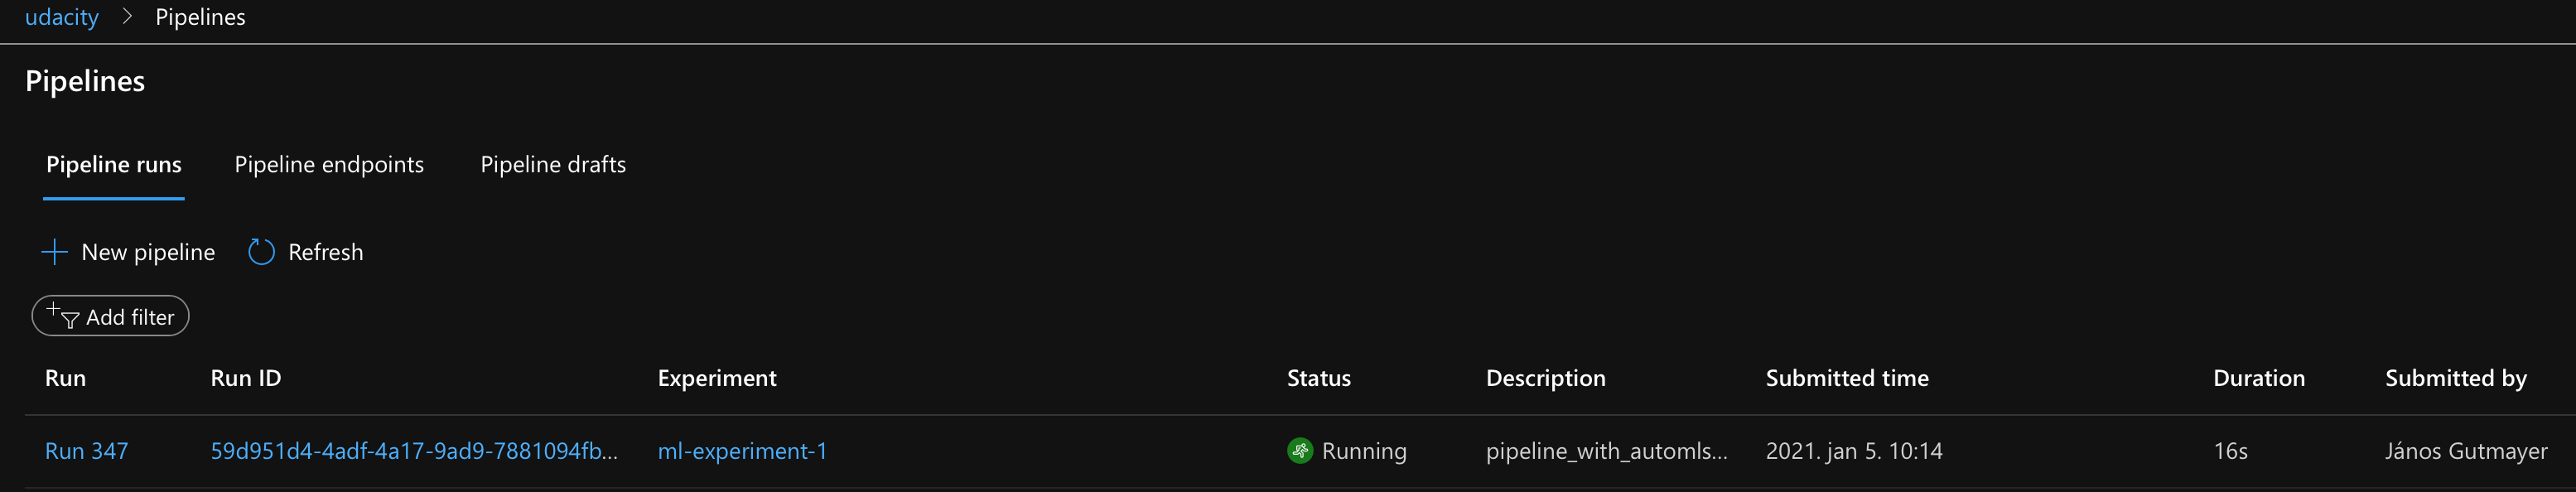 udacity > Pipelines
Pipelines
Pipeline runs Pipeline endpoints Pipeline drafts
New pipeline Refresh
Add filter
Run Run ID Experiment Status Description Submitted time Duration Submitted by
Run 347 59d951d4-4adf-4a17-9ad9-7881094fb... ml-experiment-1 Running pipeline_with_automls... 2021. jan 5. 10:14 16s János Gutmayer